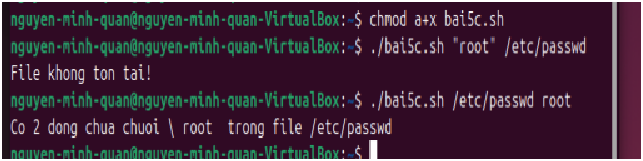 nguyen-minh-quan@nguyen-minh-quan-VirtualBox:~$ chmod a+x bai5c.sh
nguyen-minh-quan@nguyen-minh-quan-VirtualBox:~$ ./bai5c.sh "root" /etc/passwd
File khong ton tai!
nguyen-minh-quan@nguyen-minh-quan-VirtualBox:~$ ./bai5c.sh /etc/passwd root
Co 2 dong chua chuoi \ root  trong file /etc/passwd
nguyen-minh-quan@nguyen-minh-quan-VirtualBox:~$